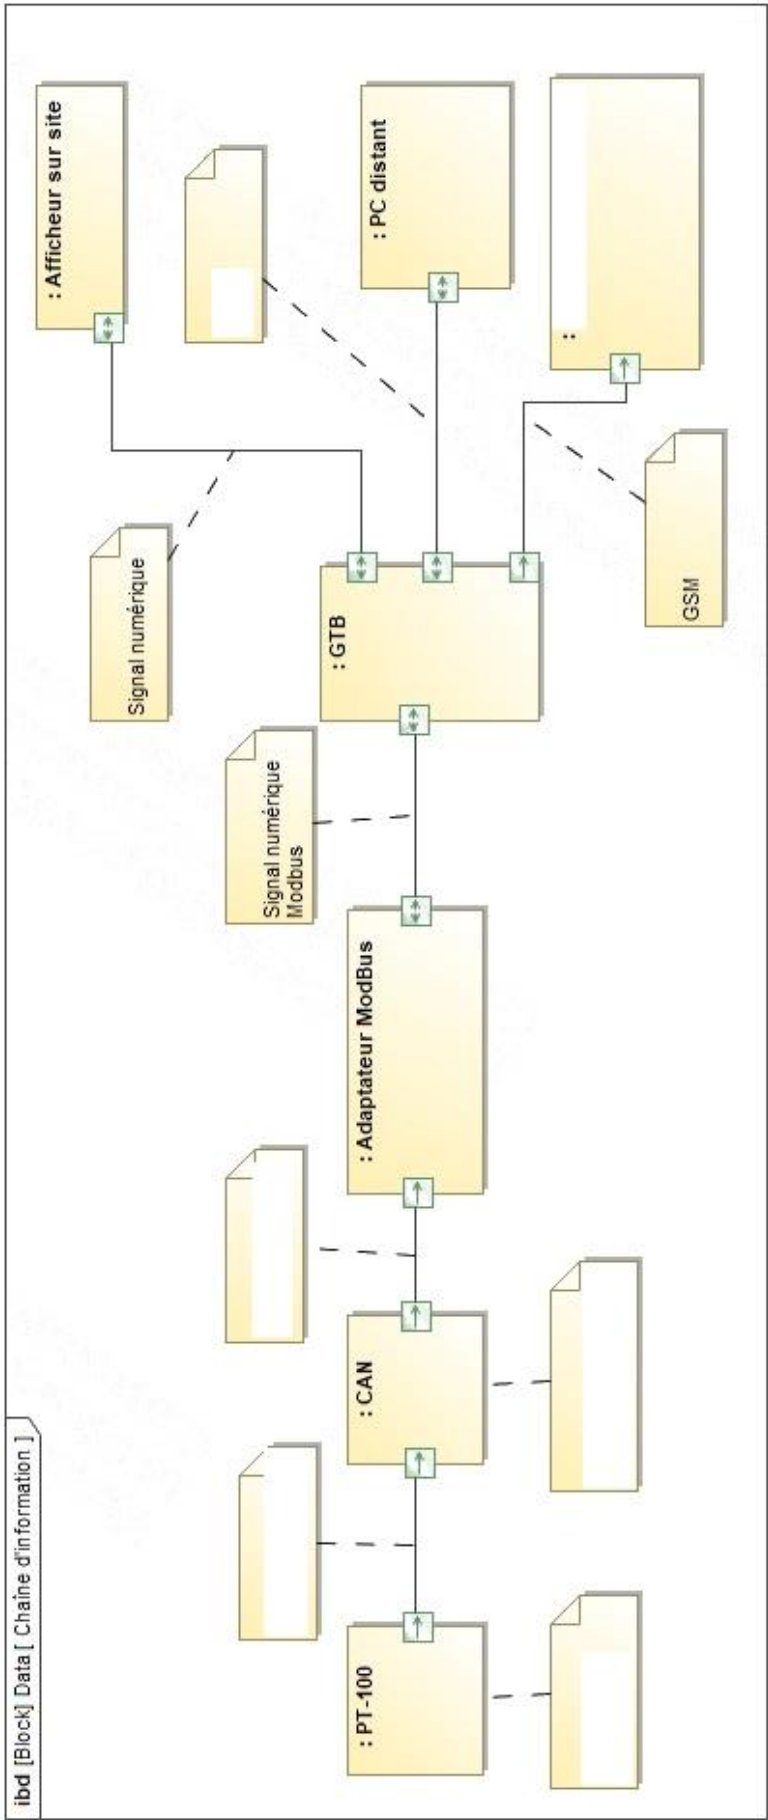 ibd [Block] Data [ Chaine d'information ]
: PT-100
: CAN
: Adaptateur ModBus
Signal numérique
Modbus
: GTB
Signal numérique
: Afficheur sur site
: PC distant
:
GSM